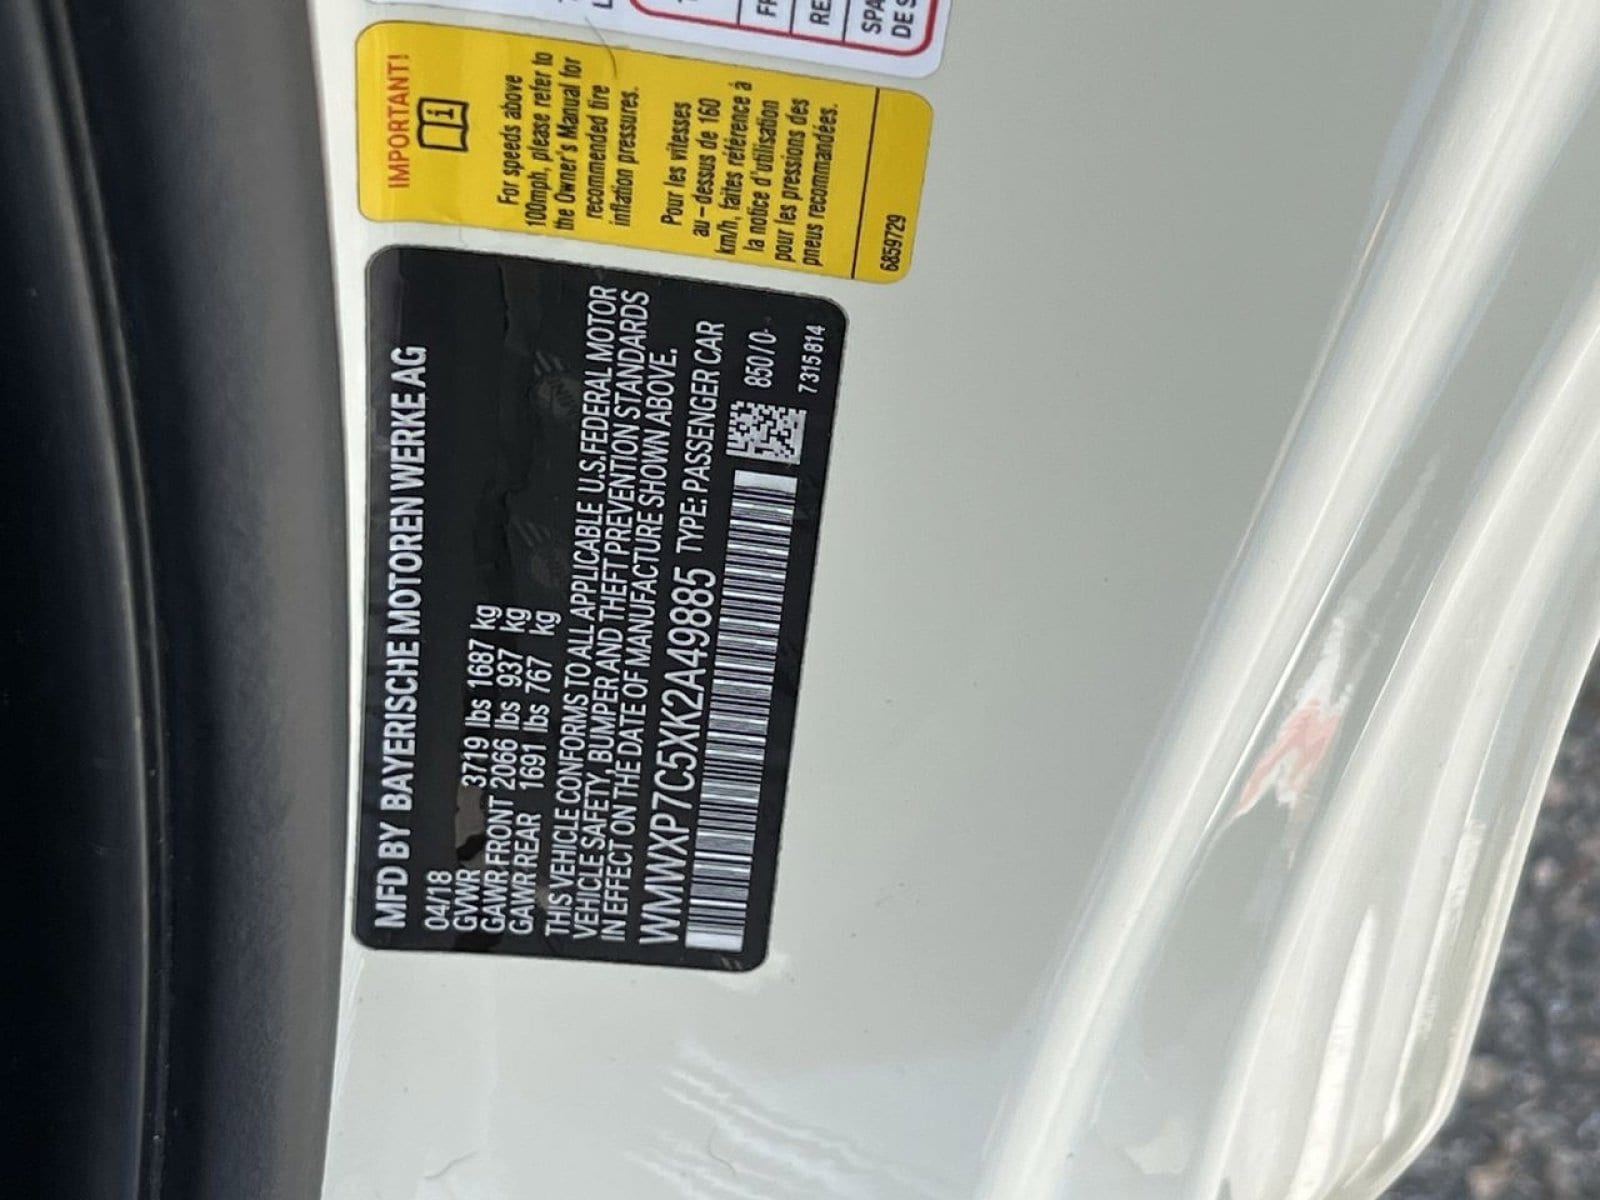 IMPORTANT!
For speeds above
100mph, please refer to
the Owner's Manual for
recommended tire
inflation pressures.
Pour les vitesses
au-dessus de 160
km/h, faites référence à
la notice d'utilisation
pour les pressions des
pneus recommandées.
6859729
MFD BY BAYERISCHE MOTOREN WERKE AG
04/18
GVWR 3719 lbs 1687 kg
GAWR FRONT 2066 lbs 937 kg
GAWR REAR 1691 lbs 767 kg
THIS VEHICLE CONFORMS TO ALL APPLICABLE U.S. FEDERAL MOTOR
VEHICLE SAFETY, BUMPER AND THEFT PREVENTION STANDARDS
IN EFFECT ON THE DATE OF MANUFACTURE SHOWN ABOVE.
WMWXP7C5XK2A49885 TYPE: PASSENGER CAR
850/0-
7315814
DE S